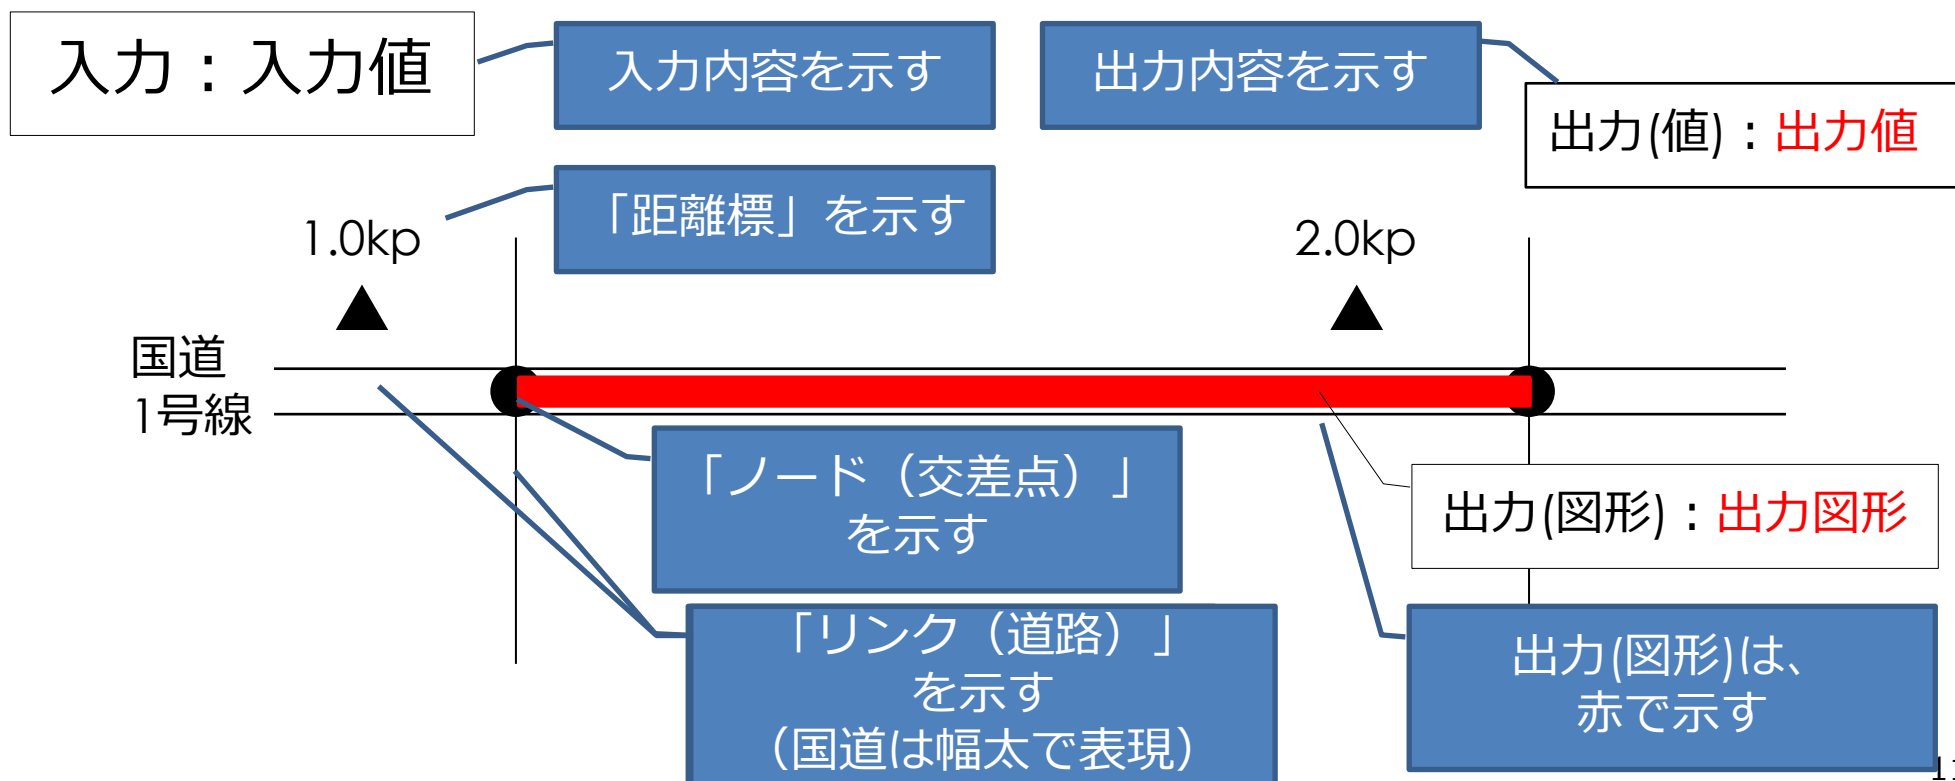 入力：入力値
入力内容を示す
出力内容を示す
出力(値)：出力値
「距離標」を示す
1.0kp
2.0kp
国道
1号線
「ノード（交差点）」
を示す
出力(図形)：出力図形
「リンク（道路）」
を示す
（国道は幅太で表現）
出力(図形)は、
赤で示す